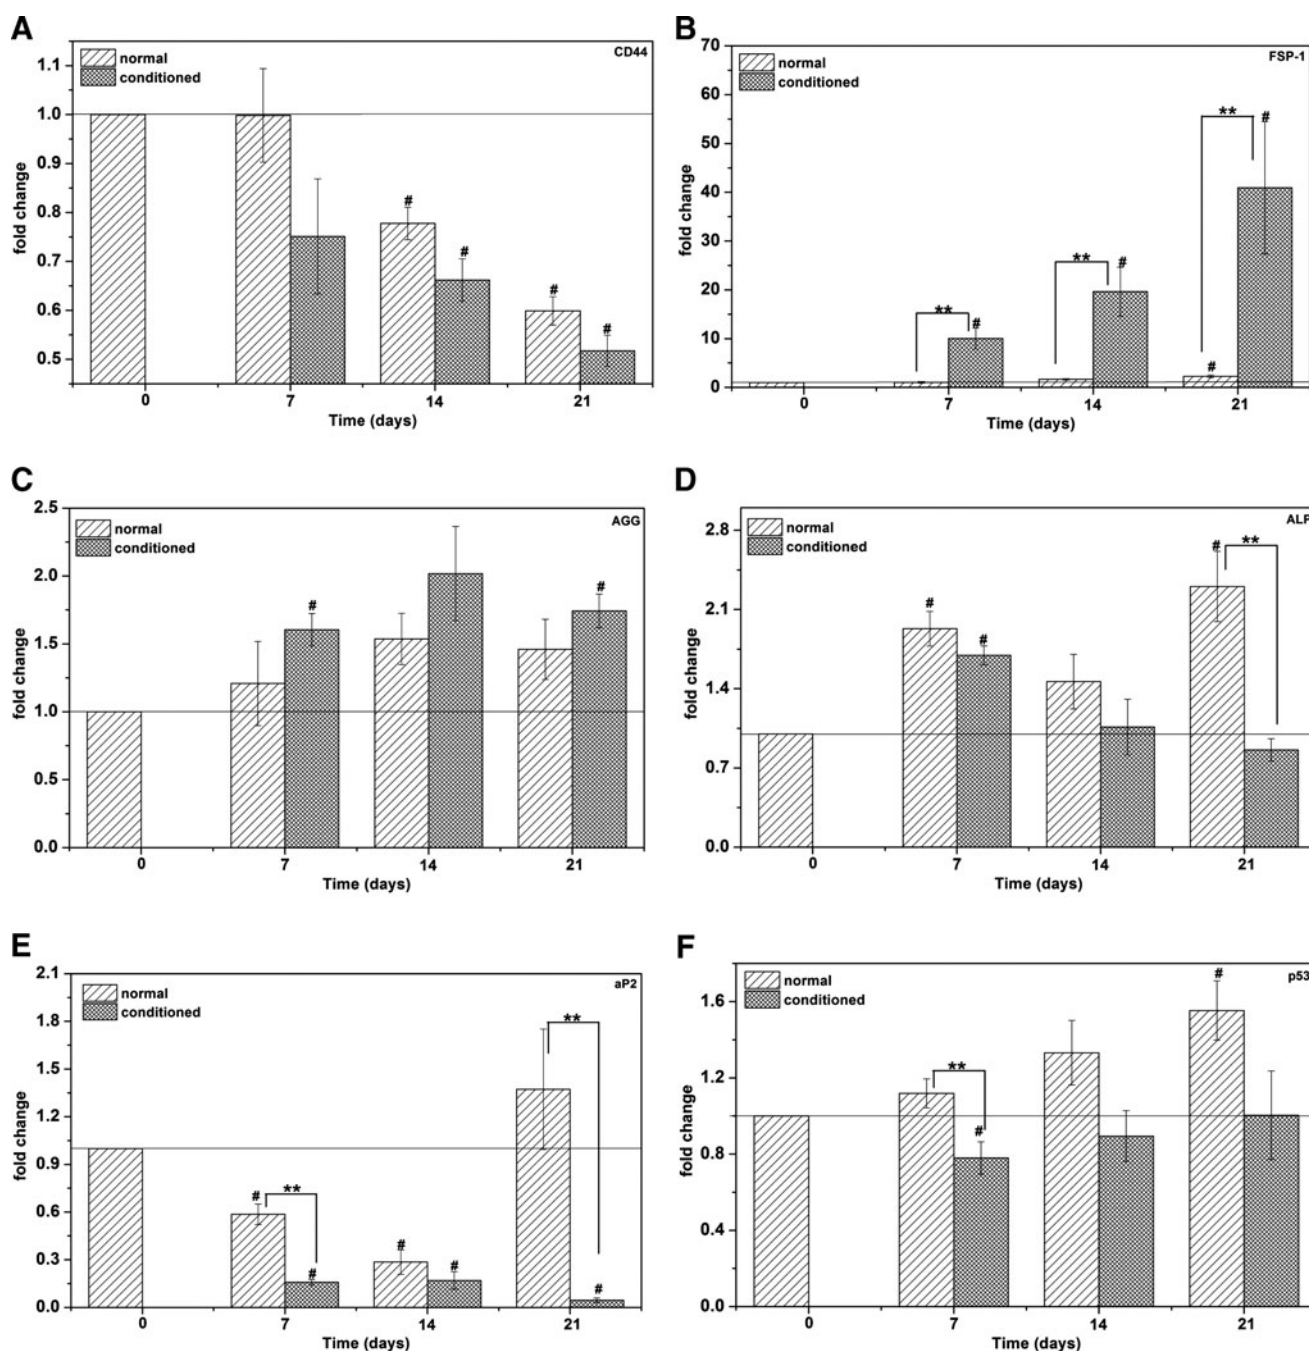 A
CD44
normal
conditioned
1.1
1.0
0.9
0.8
0.7
0.6
0.5
fold change
#
#
#
#
0
7
14
21
Time (days)
B
FSP-1
normal
conditioned
70
60
50
40
30
20
10
0
fold change
**
#
**
#
**
#
#
0
7
14
21
Time (days)
C
AGG
normal
conditioned
2.5
2.0
1.5
1.0
0.5
0.0
fold change
#
#
0
7
14
21
Time (days)
D
ALP
normal
conditioned
2.8
2.1
1.4
0.7
0.0
fold change
#
#
#
**
0
7
14
21
Time (days)
E
aP2
normal
conditioned
2.1
1.8
1.5
1.2
0.9
0.6
0.3
0.0
fold change
#
**
#
#
#
**
#
0
7
14
21
Time (days)
F
p53
normal
conditioned
1.6
1.2
0.8
0.4
0.0
fold change
**
#
#
0
7
14
21
Time (days)